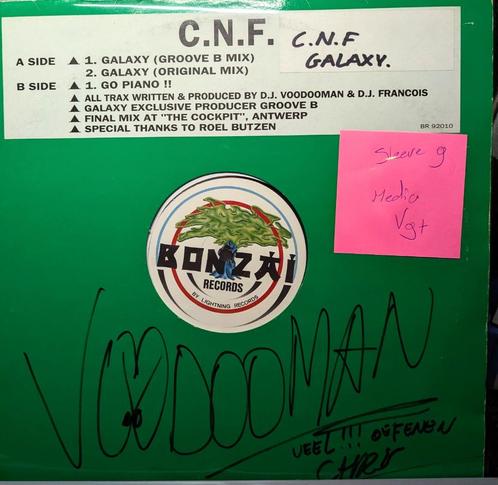 C.N.F.
C.N.F
GALAXY.
A SIDE ▲ 1. GALAXY (GROOVE B MIX)
2. GALAXY (ORIGINAL MIX)
B SIDE ▲ 1. GO PIANO !!
▲ ALL TRAX WRITTEN & PRODUCED BY D.J. VOODOOMAN & D.J. FRANCOIS
▲ GALAXY EXCLUSIVE PRODUCER GROOVE B
▲ FINAL MIX AT "THE COCKPIT", ANTWERP
▲ SPECIAL THANKS TO ROEL BUTZEN
BR 92010
Sleeve g
Media
Vg+
BONZAI
RECORDS
BY LIGHTNING RECORDS
VOODOOMAN
VEEL!!! OEFENEN